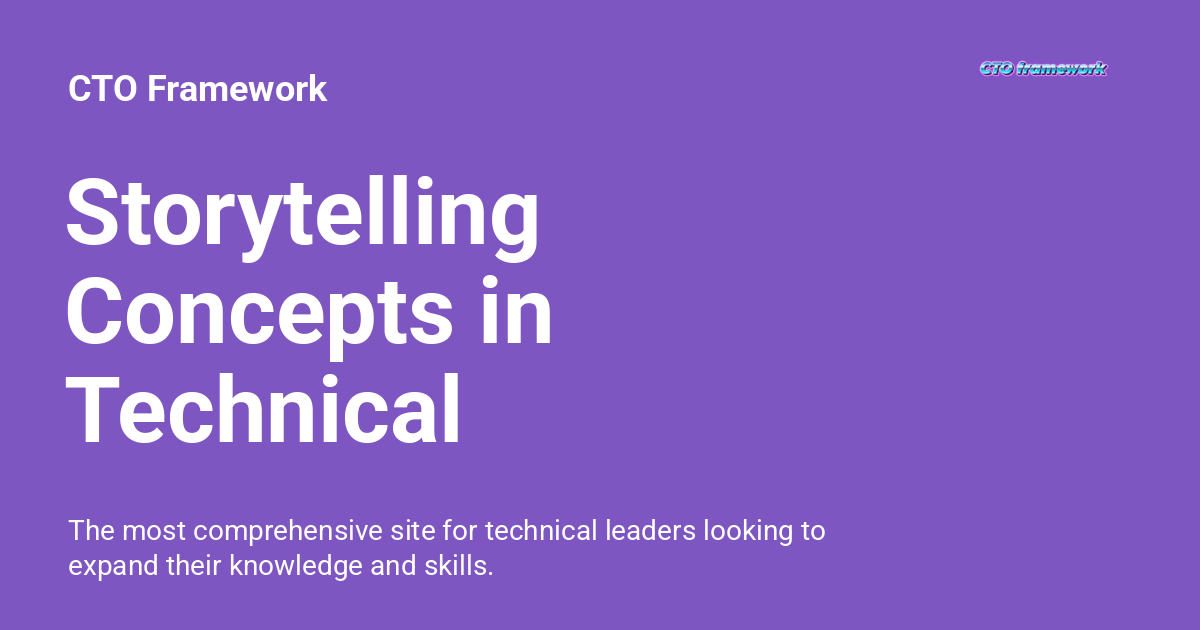 CTO Framework
CTO framework
Storytelling
Concepts in
Technical
The most comprehensive site for technical leaders looking to
expand their knowledge and skills.